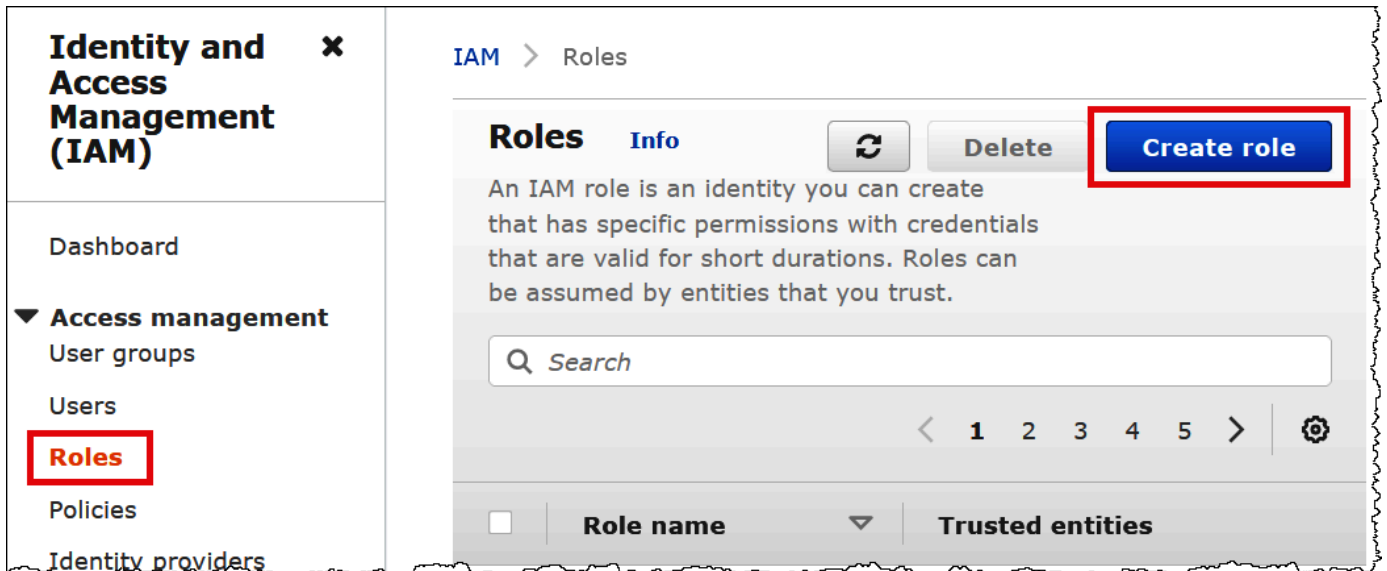 Identity and
Access
Management
(IAM)
Dashboard
Access management
User groups
Users
Roles
Policies
Identity providers
IAM > Roles
Roles Info Delete Create role
An IAM role is an identity you can create
that has specific permissions with credentials
that are valid for short durations. Roles can
be assumed by entities that you trust.
Search
1 2 3 4 5
Role name Trusted entities